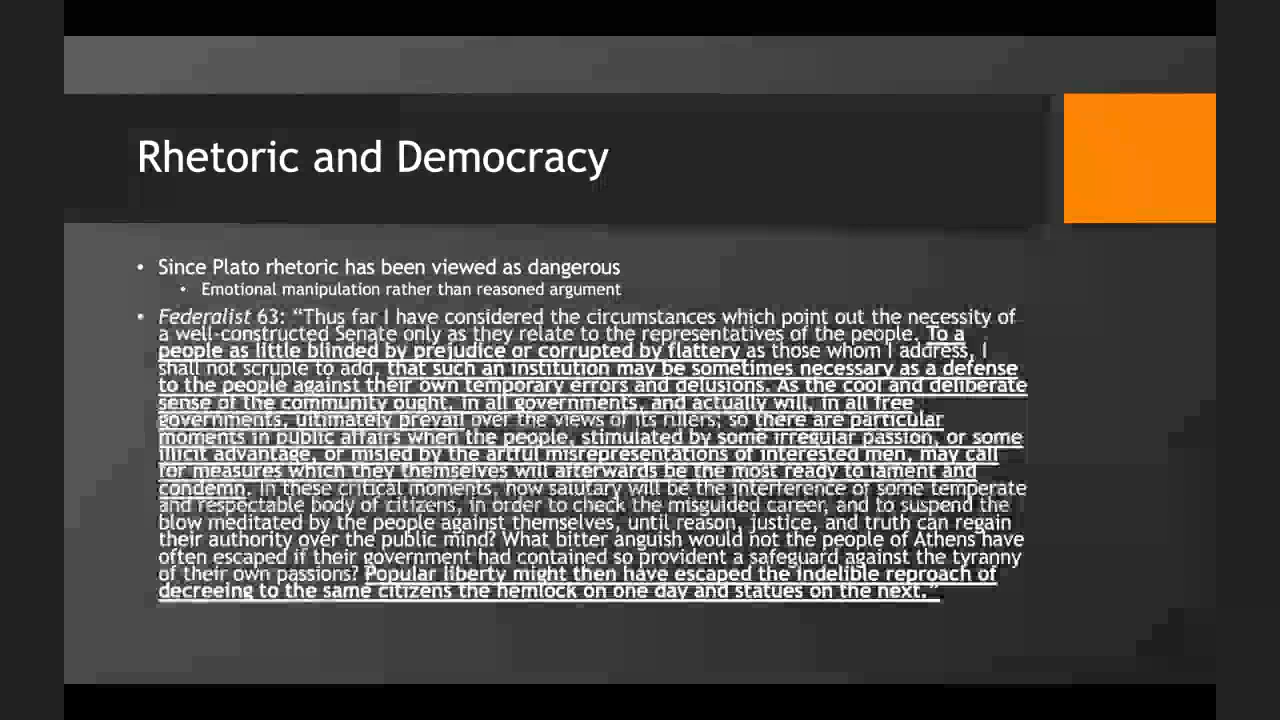 Rhetoric and Democracy
• Since Plato rhetoric has been viewed as dangerous
• Emotional manipulation rather than reasoned argument
• Federalist 63: “Thus far I have considered the circumstances which point out the necessity of
a well-constructed Senate only as they relate to the representatives of the people. To a
people as little blinded by prejudice or corrupted by flattery as those whom I address, I
shall not scruple to add, that such an institution may be sometimes necessary as a defense
to the people against their own temporary errors and delusions. As the cool and deliberate
sense of the community ought, in all governments, and actually will, in all free
governments, ultimately prevail over the views of its rulers; so there are particular
moments in public affairs when the people, stimulated by some irregular passion, or some
illicit advantage, or misled by the artful misrepresentations of interested men, may call
for measures which they themselves will afterwards be the most ready to lament and
condemn. In these critical moments, how salutary will be the interference of some temperate
and respectable body of citizens, in order to check the misguided career, and to suspend the
blow meditated by the people against themselves, until reason, justice, and truth can regain
their authority over the public mind? What bitter anguish would not the people of Athens have
often escaped if their government had contained so provident a safeguard against the tyranny
of their own passions? Popular liberty might then have escaped the indelible reproach of
decreeing to the same citizens the hemlock on one day and statues on the next.